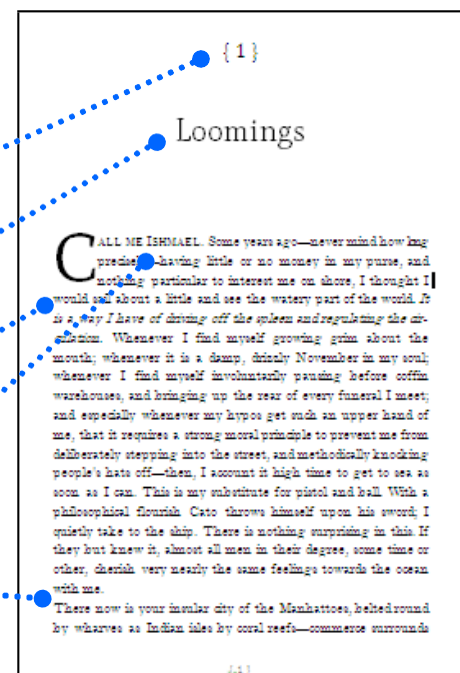 { 1 }
Loomings
CALL ME ISHMAEL. Some years ago—never mind how long
precisely—having little or no money in my purse, and
nothing particular to interest me on shore, I thought I
would sail about a little and see the watery part of the world. It
is a way I have of driving off the spleen and regulating the cir-
culation. Whenever I find myself growing grim about the
mouth; whenever it is a damp, drizzly November in my soul;
whenever I find myself involuntarily pausing before coffin
warehouses, and bringing up the rear of every funeral I meet;
and especially whenever my hypos get such an upper hand of
me, that it requires a strong moral principle to prevent me from
deliberately stepping into the street, and methodically knocking
people's hats off—then, I account it high time to get to sea as
soon as I can. This is my substitute for pistol and ball. With a
philosophical flourish Cato throws himself upon his sword; I
quietly take to the ship. There is nothing surprising in this. If
they but knew it, almost all men in their degree, some time or
other, cherish very nearly the same feelings towards the ocean
with me.
There now is your insular city of the Manhattoes, belted round
by wharves as Indian isles by coral reefs—commerce surrounds